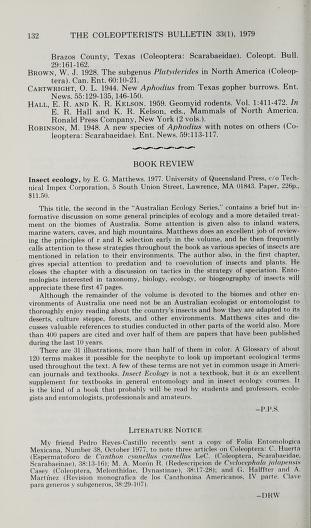 132 THE COLEOPTERISTS BULLETIN 33(1), 1979
Brazos County, Texas (Coleoptera: Scarabaeidae). Coleopt. Bull.
29:161-162.
BROWN, W. J. 1928. The subgenus Platyderides in North America (Coleop-
tera). Can. Ent. 60:10-21.
CARTWRIGHT, O. L. 1944. New Aphodius from Texas gopher burrows. Ent.
News. 55:129-135, 146-150.
HALL, E. R. AND K. R. KELSON. 1959. Geomyid rodents. Vol. 1:411-472. In
E. R. Hall and K. R. Kelson, eds., Mammals of North America.
Ronald Press Company, New York (2 vols.).
ROBINSON, M. 1948. A new species of Aphodius with notes on others (Co-
leoptera: Scarabaeidae). Ent. News. 59:113-117.
BOOK REVIEW
Insect ecology, by E. G. Matthews. 1977. University of Queensland Press, c/o Tech-
nical Impex Corporation, 5 South Union Street, Lawrence, MA 01843. Paper, 226p.,
$11.50.
This title, the second in the "Australian Ecology Series," contains a brief but in-
formative discussion on some general principles of ecology and a more detailed treat-
ment on the biomes of Australia. Some attention is given also to inland waters,
marine waters, caves, and high mountains. Matthews does an excellent job of review-
ing the principles of r and K selection early in the volume, and he then frequently
calls attention to these strategies throughout the book as various species of insects are
mentioned in relation to their environments. The author also, in the first chapter,
gives special attention to predation and to coevolution of insects and plants. He
closes the chapter with a discussion on tactics in the strategy of speciation. Ento-
mologists interested in taxonomy, biology, ecology, or biogeography of insects will
appreciate these first 47 pages.
Although the remainder of the volume is devoted to the biomes and other en-
vironments of Australia one need not be an Australian ecologist or entomologist to
thoroughly enjoy reading about the country's insects and how they are adapted to its
deserts, culture steppe, forests, and other environments. Matthews cites and dis-
cusses valuable references to studies conducted in other parts of the world also. More
than 400 papers are cited and over half of them are papers that have been published
during the last 10 years.
There are 31 illustrations, more than half of them in color. A Glossary of about
120 terms makes it possible for the neophyte to look up important ecological terms
used throughout the text. A few of these terms are not yet in common usage in Ameri-
can journals and textbooks. Insect Ecology is not a textbook, but it is an excellent
supplement for textbooks in general entomology and in insect ecology courses. It
is the kind of book that probably will be read by students and professors, ecolo-
gists and entomologists, professionals and amateurs.
–P.P.S.
LITERATURE NOTICE
My friend Pedro Reyes-Castillo recently sent a copy of Folia Entomologica
Mexicana, Number 38, October 1977, to note three articles on Coleoptera: C. Huerta
(Espermatoforo de Canthon cyanellus cyanellus LeC. (Coleoptera, Scarabaeidae,
Scarabaeinae), 38:13-16); M. A. Morón R. (Redescripcion de Cyclocephala jalapensis
Casey (Coleoptera, Melonthidae, Dynastinae), 38:17-28); and G. Halffter and A.
Martínez (Revision monografica de los Canthonina Americanos, IV parte. Clave
para generos y subgeneros, 38:29-107).
–DRW